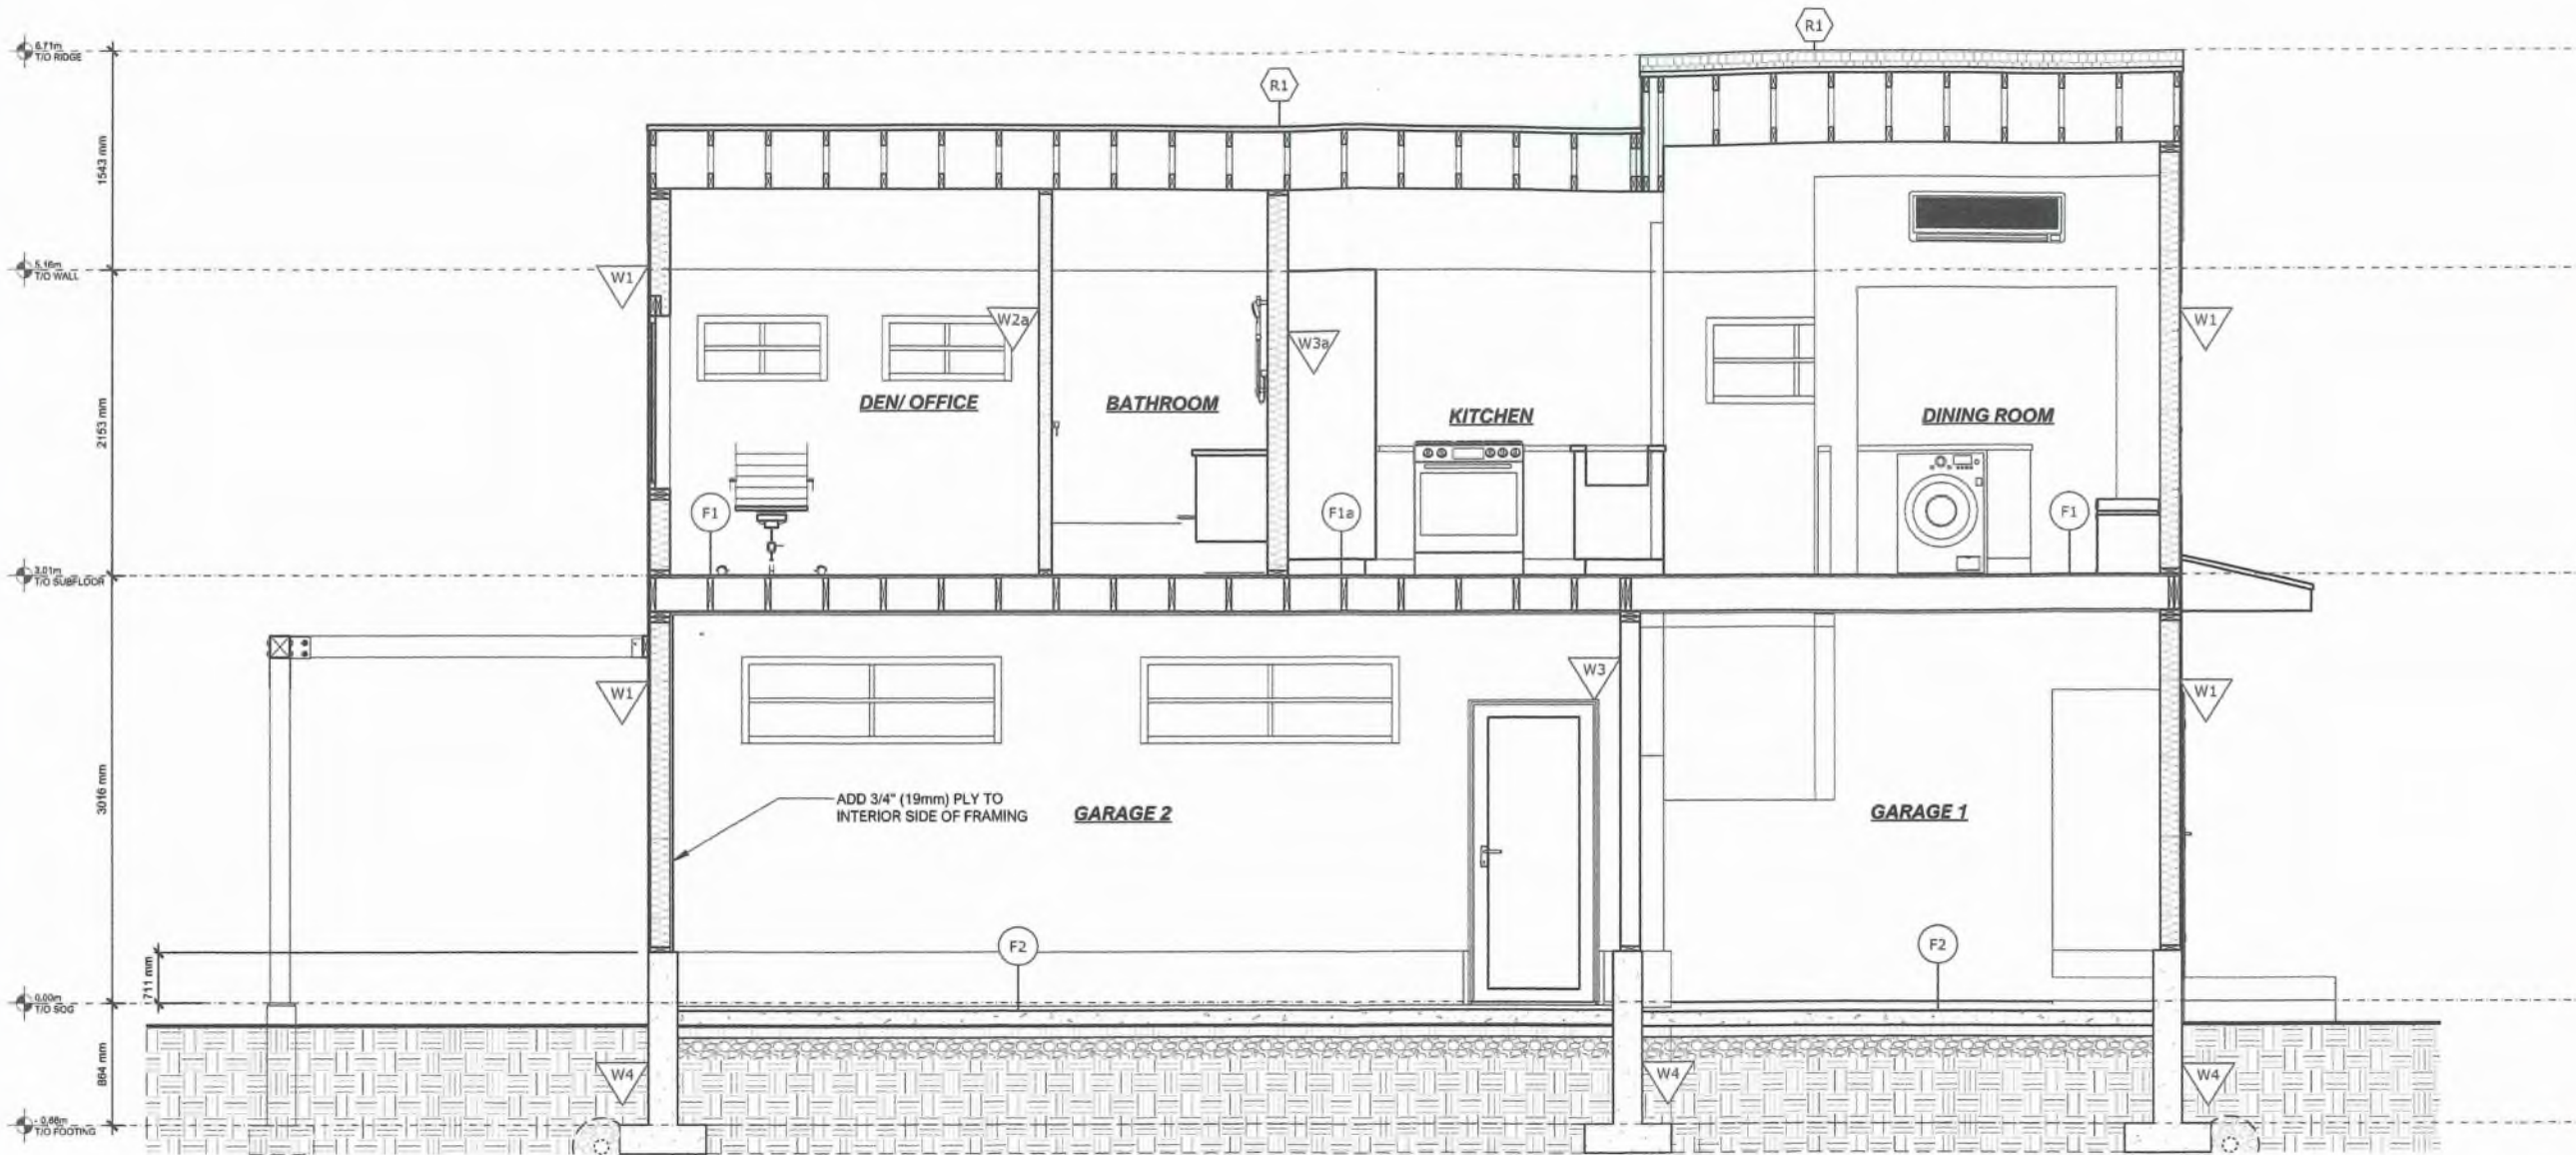 R1
6.71m
T/O RIDGE
R1
1543 mm
5.16m
T/O WALL
W1
W2a
W3a
W1
2153 mm
DEN/ OFFICE
BATHROOM
KITCHEN
DINING ROOM
F1
F1a
F1
3.01m
T/O SUBFLOOR
W1
W3
W1
3016 mm
ADD 3/4" (19mm) PLY TO
INTERIOR SIDE OF FRAMING
GARAGE 2
GARAGE 1
F2
F2
711 mm
0.00m
T/O SOG
864 mm
W4
W4
W4
T/O FOOTING